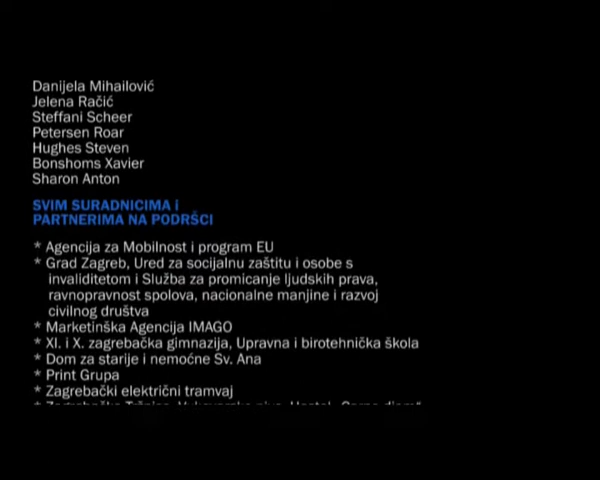 Danijela Mihailović
Jelena Račić
Steffani Scheer
Petersen Roar
Hughes Steven
Bonshoms Xavier
Sharon Anton
SVIM SURADNICIMA i
PARTNERIMA NA PODRŠCI
* Agencija za Mobilnost i program EU
* Grad Zagreb, Ured za socijalnu zaštitu i osobe s
invaliditetom i Služba za promicanje ljudskih prava,
ravnopravnost spolova, nacionalne manjine i razvoj
civilnog društva
* Marketinška Agencija IMAGO
* XI. i X. zagrebačka gimnazija, Upravna i birotehnička škola
* Dom za starije i nemoćne Sv. Ana
* Print Grupa
* Zagrebački električni tramvaj